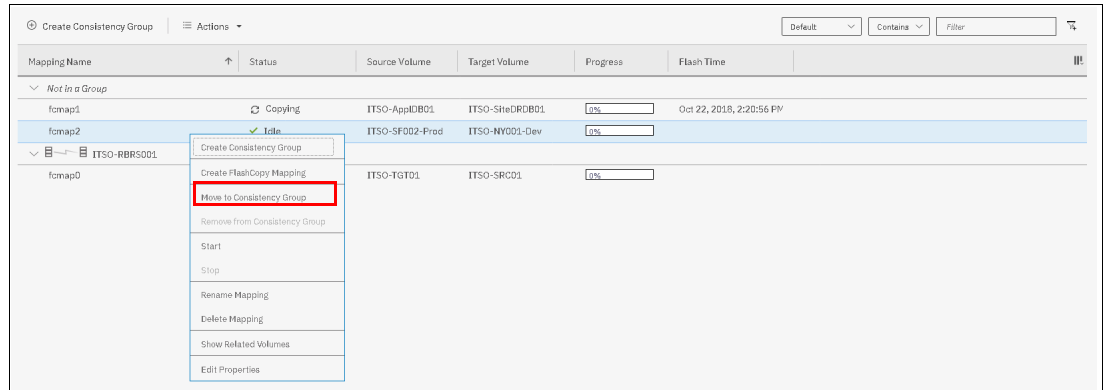 Create Consistency Group Actions Default Contains Filter
Mapping Name Status Source Volume Target Volume Progress Flash Time
Not in a Group
fcmap1 Copying ITSO-ApplDB01 ITSO-SiteDRDB01 0% Oct 22, 2018, 2:20:56 PM
fcmap2 Idle ITSO-SF002-Prod ITSO-NY001-Dev 0%
ITSO-RBRS001
fcmap0 ITSO-TGT01 ITSO-SRC01 0%
Create Consistency Group
Create FlashCopy Mapping
Move to Consistency Group
Remove from Consistency Group
Start
Stop
Rename Mapping
Delete Mapping
Show Related Volumes
Edit Properties